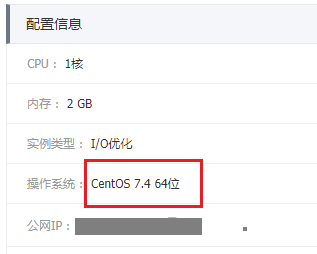 配置信息
CPU： 1核
内存： 2 GB
实例类型： I/O优化
操作系统： CentOS 7.4 64位
公网IP：